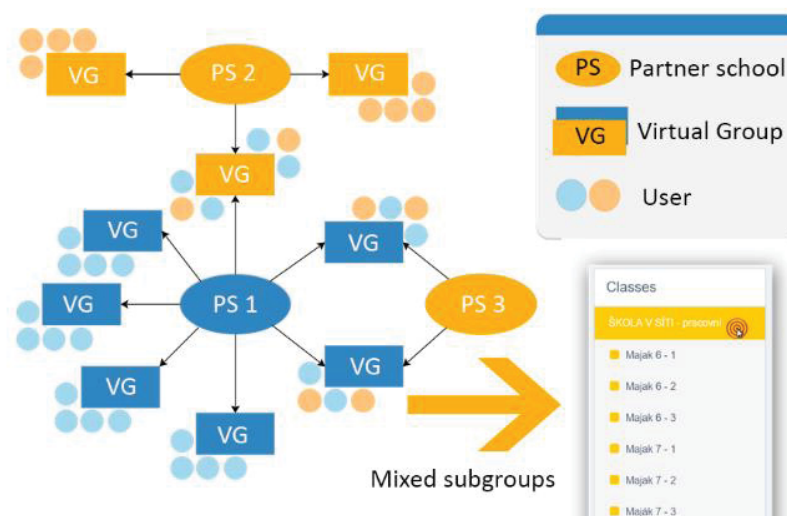 VG
PS 2
VG
VG
VG
VG
VG
PS 1
PS 3
VG
VG
VG
Mixed subgroups
PS Partner school
VG Virtual Group
User
Classes
ŠKOLA V SÍTI - pracovní
Majak 6 - 1
Majak 6 - 2
Majak 6 - 3
Majak 7 - 1
Majak 7 - 2
Maják 7 - 3